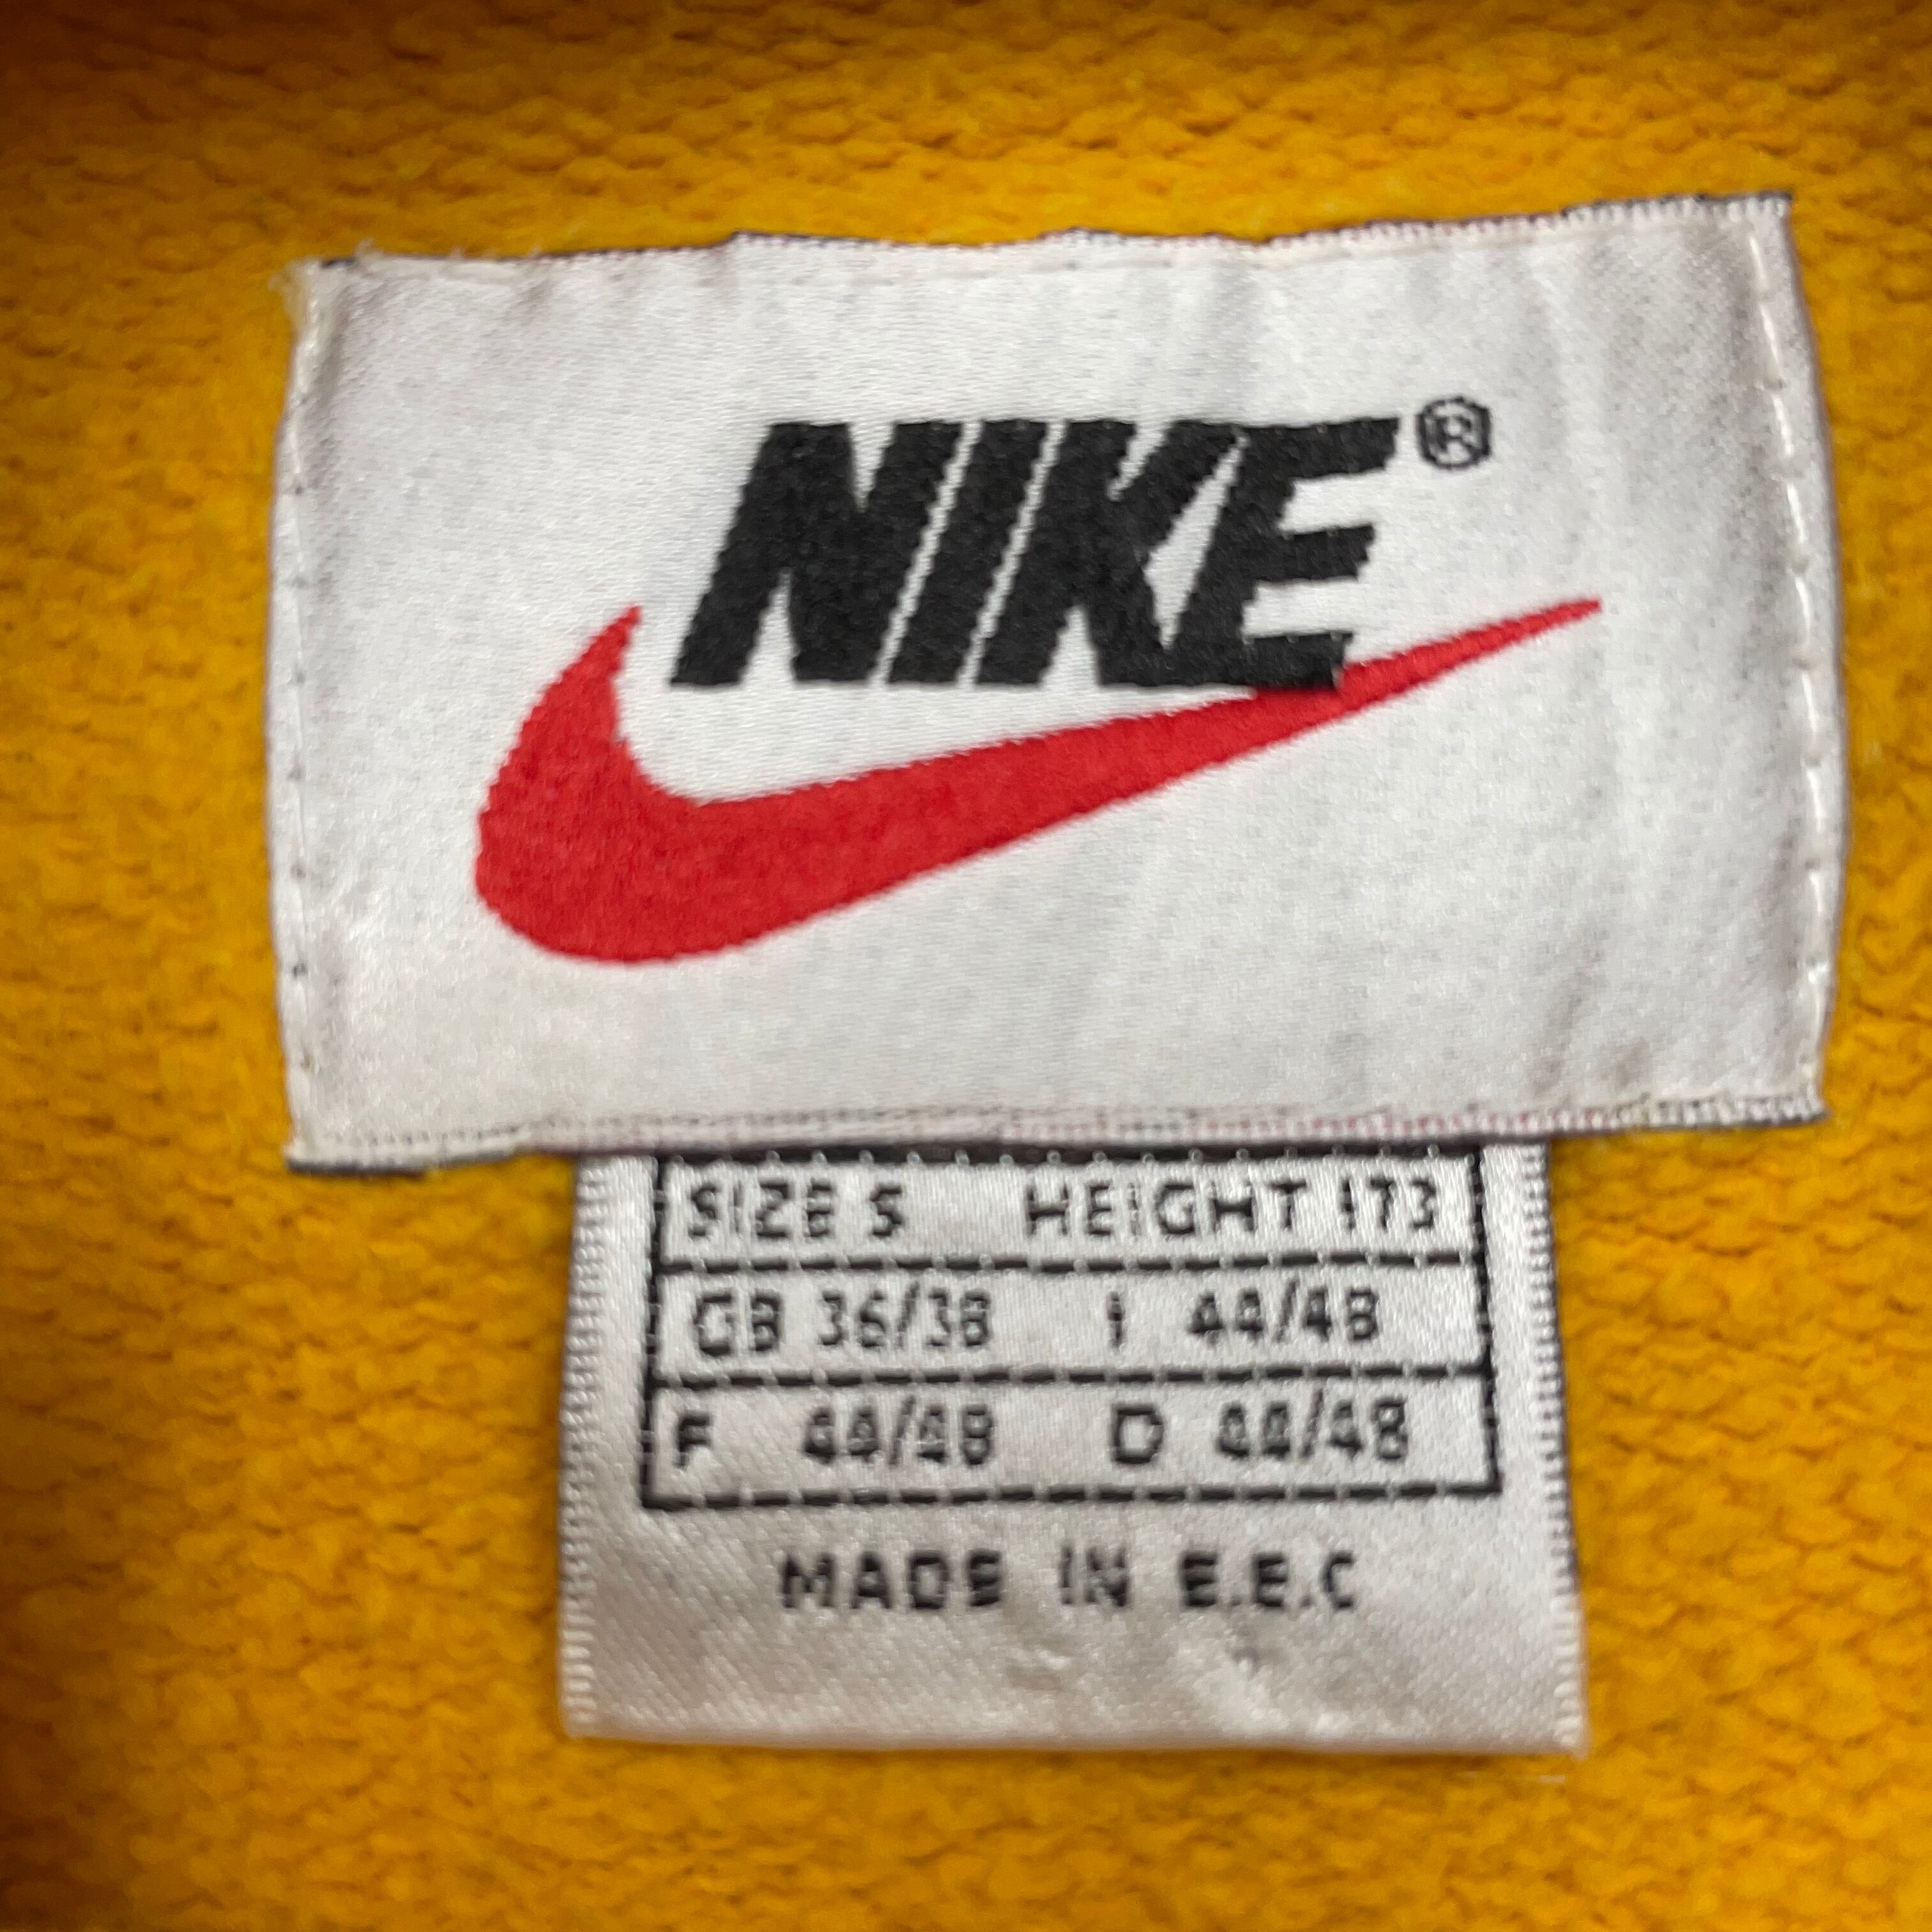 NIKE®
SIZE S HEIGHT 173
GB 36/38 I 44/48
F 44/48 D 44/48
MADE IN E.E.C